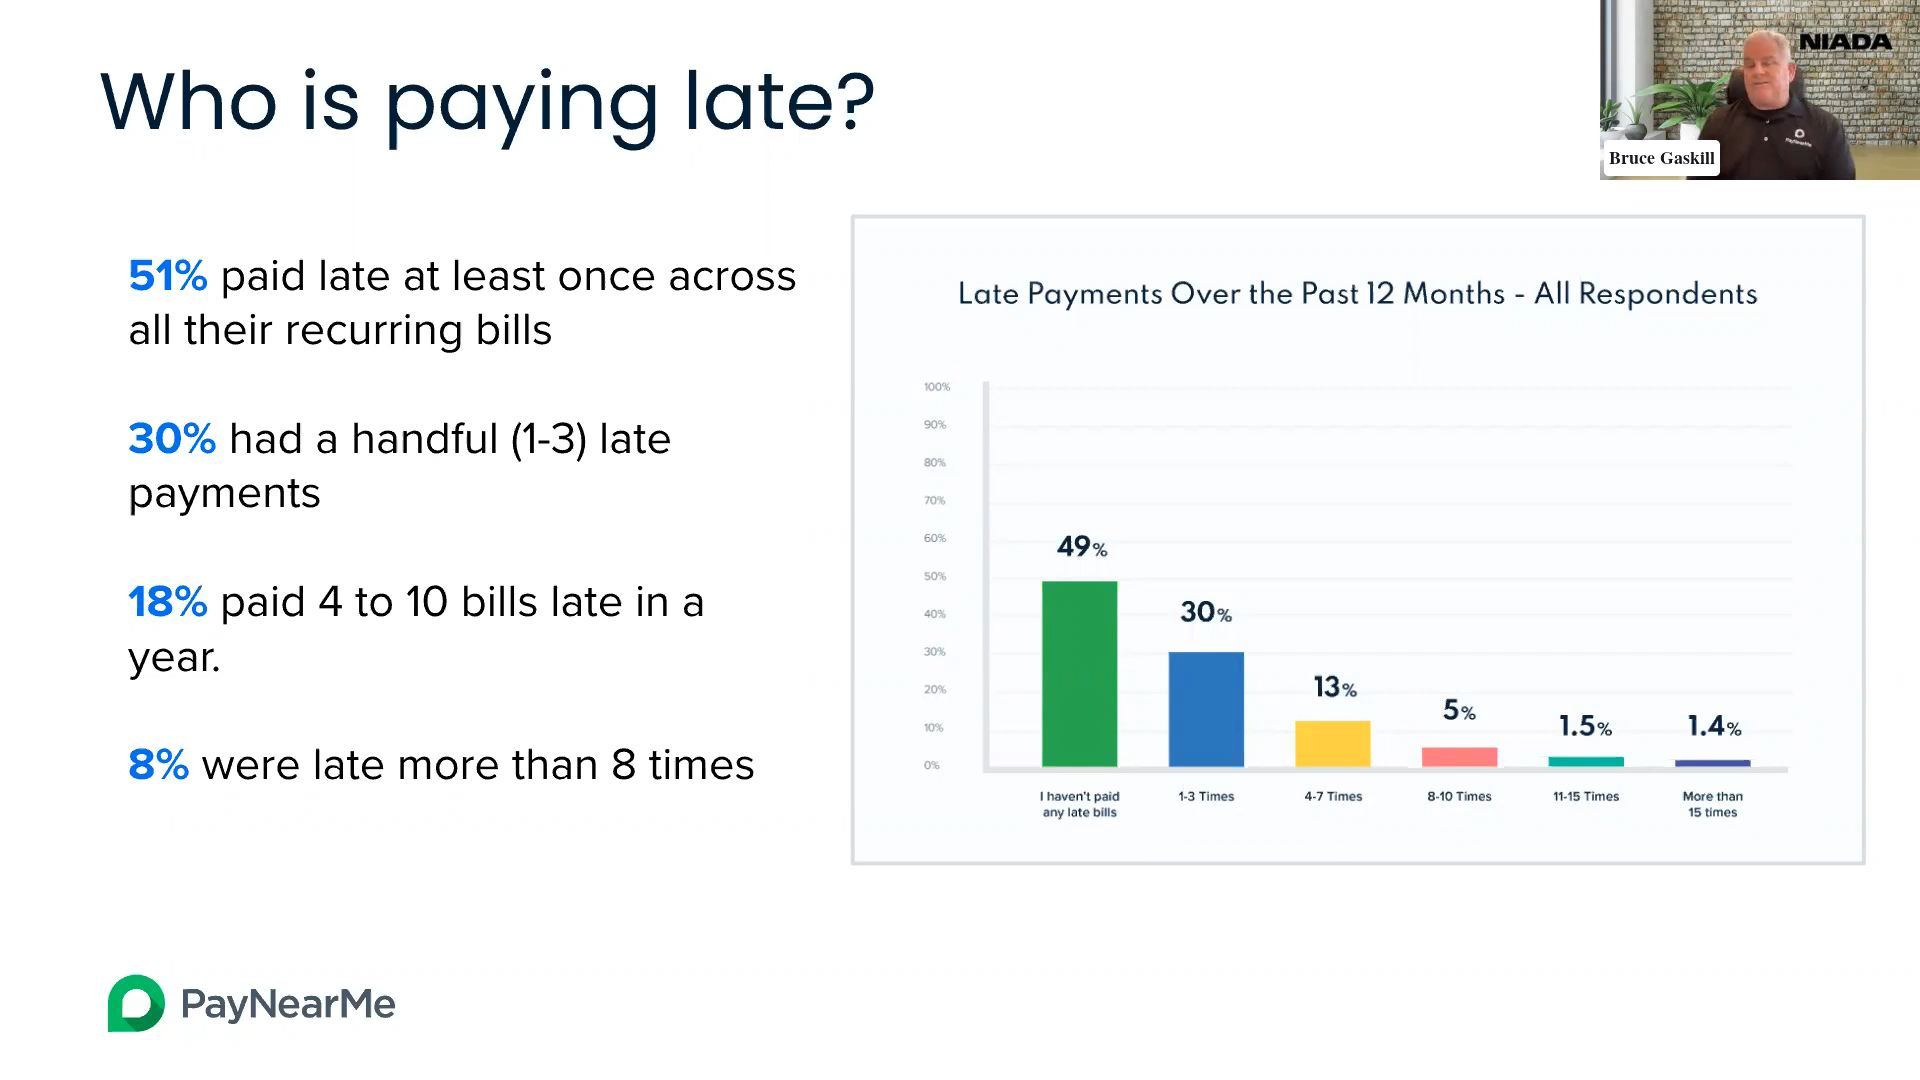 Who is paying late?
NIADA
PayNearMe
Bruce Gaskill
51% paid late at least once across
all their recurring bills
30% had a handful (1-3) late
payments
18% paid 4 to 10 bills late in a
year.
8% were late more than 8 times
Late Payments Over the Past 12 Months - All Respondents
100%
90%
80%
70%
60%
50%
40%
30%
20%
10%
0%
49%
30%
13%
5%
1.5%
1.4%
I haven't paid
any late bills
1-3 Times
4-7 Times
8-10 Times
11-15 Times
More than
15 times
PayNearMe